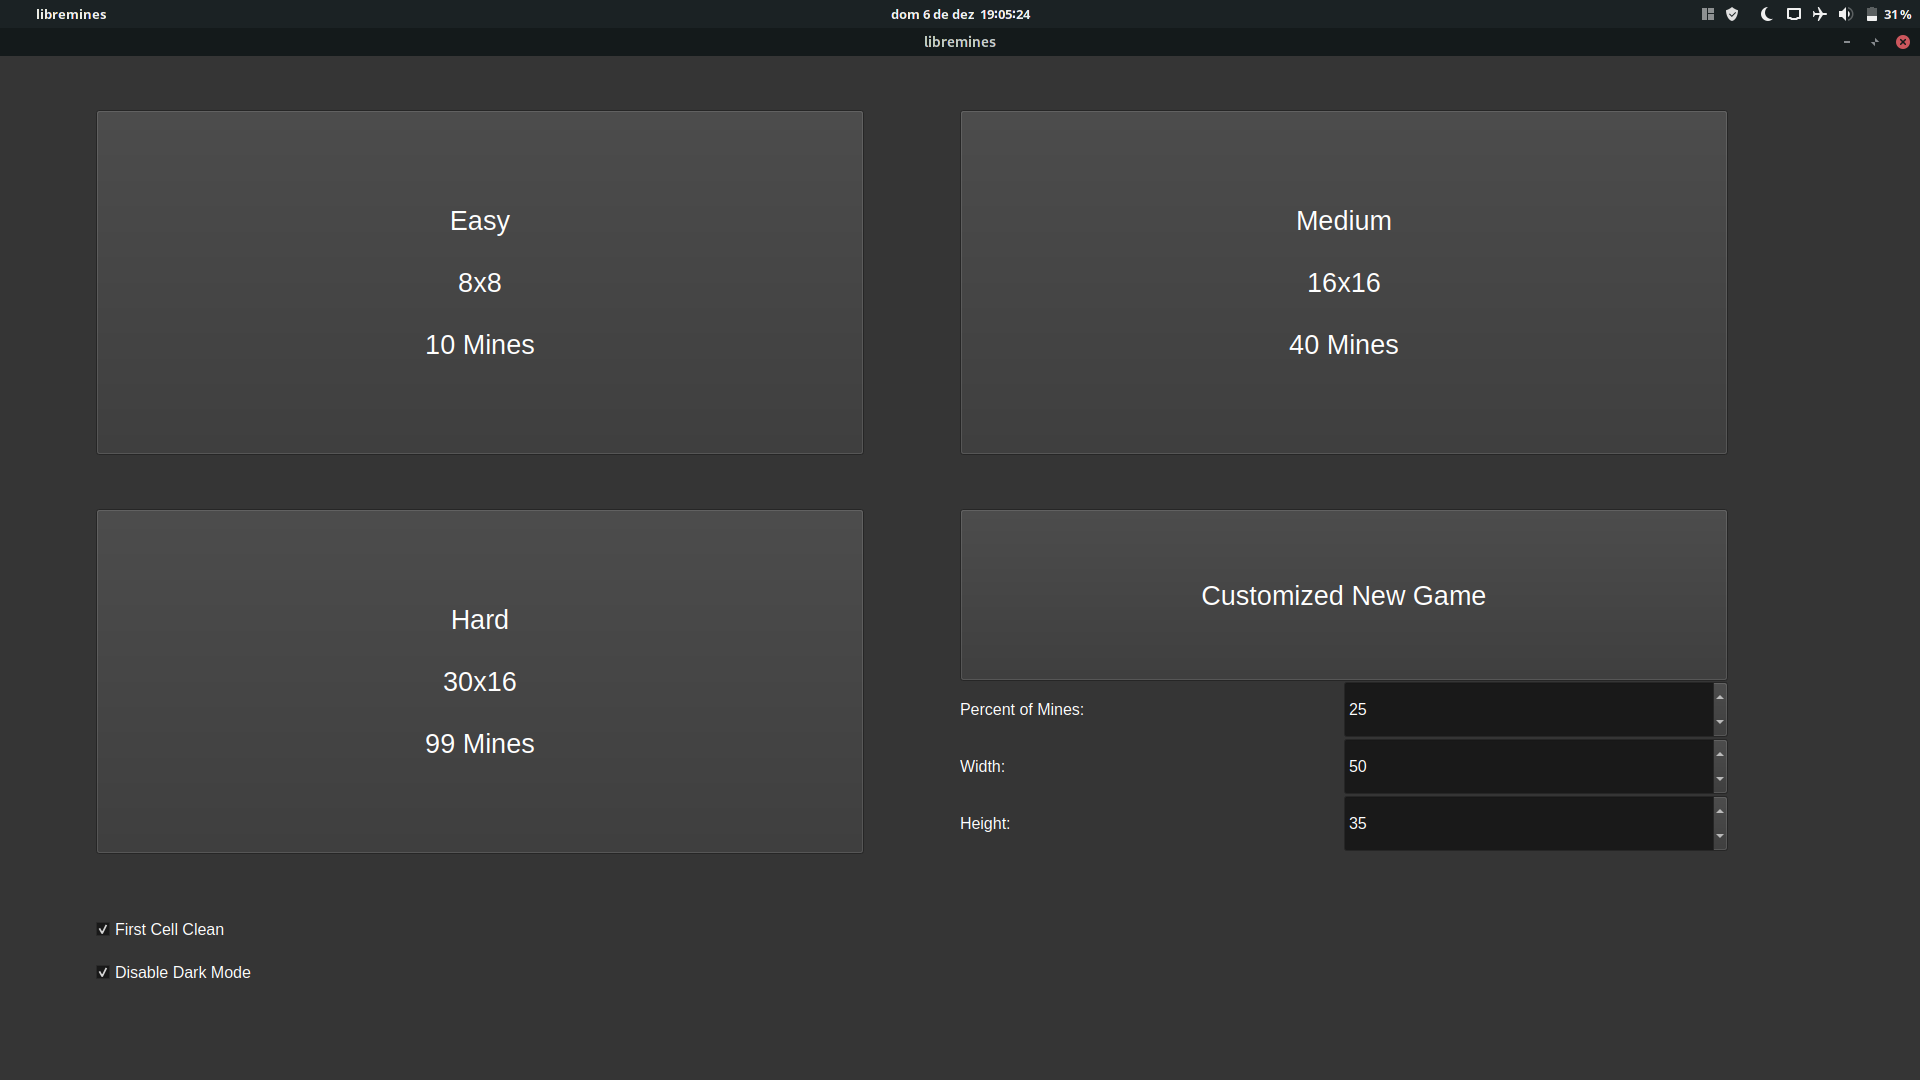 libremines
dom 6 de dez 19:05:24
31%
libremines
Easy
8x8
10 Mines
Medium
16x16
40 Mines
Hard
30x16
99 Mines
Customized New Game
Percent of Mines: 25
Width: 50
Height: 35
First Cell Clean
Disable Dark Mode